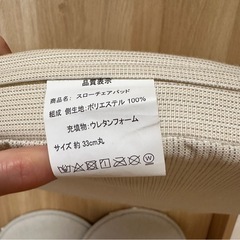 品質表示
商品名：スローチェアパッド
組成 側生地：ポリエステル 100%
充填物：ウレタンフォーム
サイズ 約 33cm丸